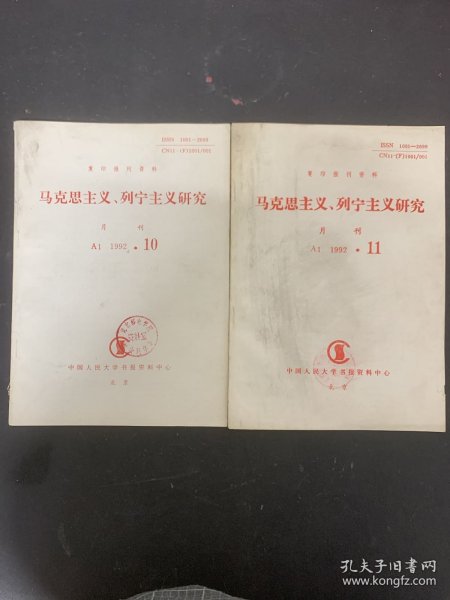 ISSN 1001—2699
CN11-(F)1001/001
复印报刊资料
马克思主义、列宁主义研究
月刊
A1 1992 . 10
中国人民大学书报资料中心
北京
ISSN 1001—2699
CN11-(F)1001/001
复印报刊资料
马克思主义、列宁主义研究
月刊
A1 1992 . 11
中国人民大学书报资料中心
北京
孔夫子旧书网
www.kongfz.com